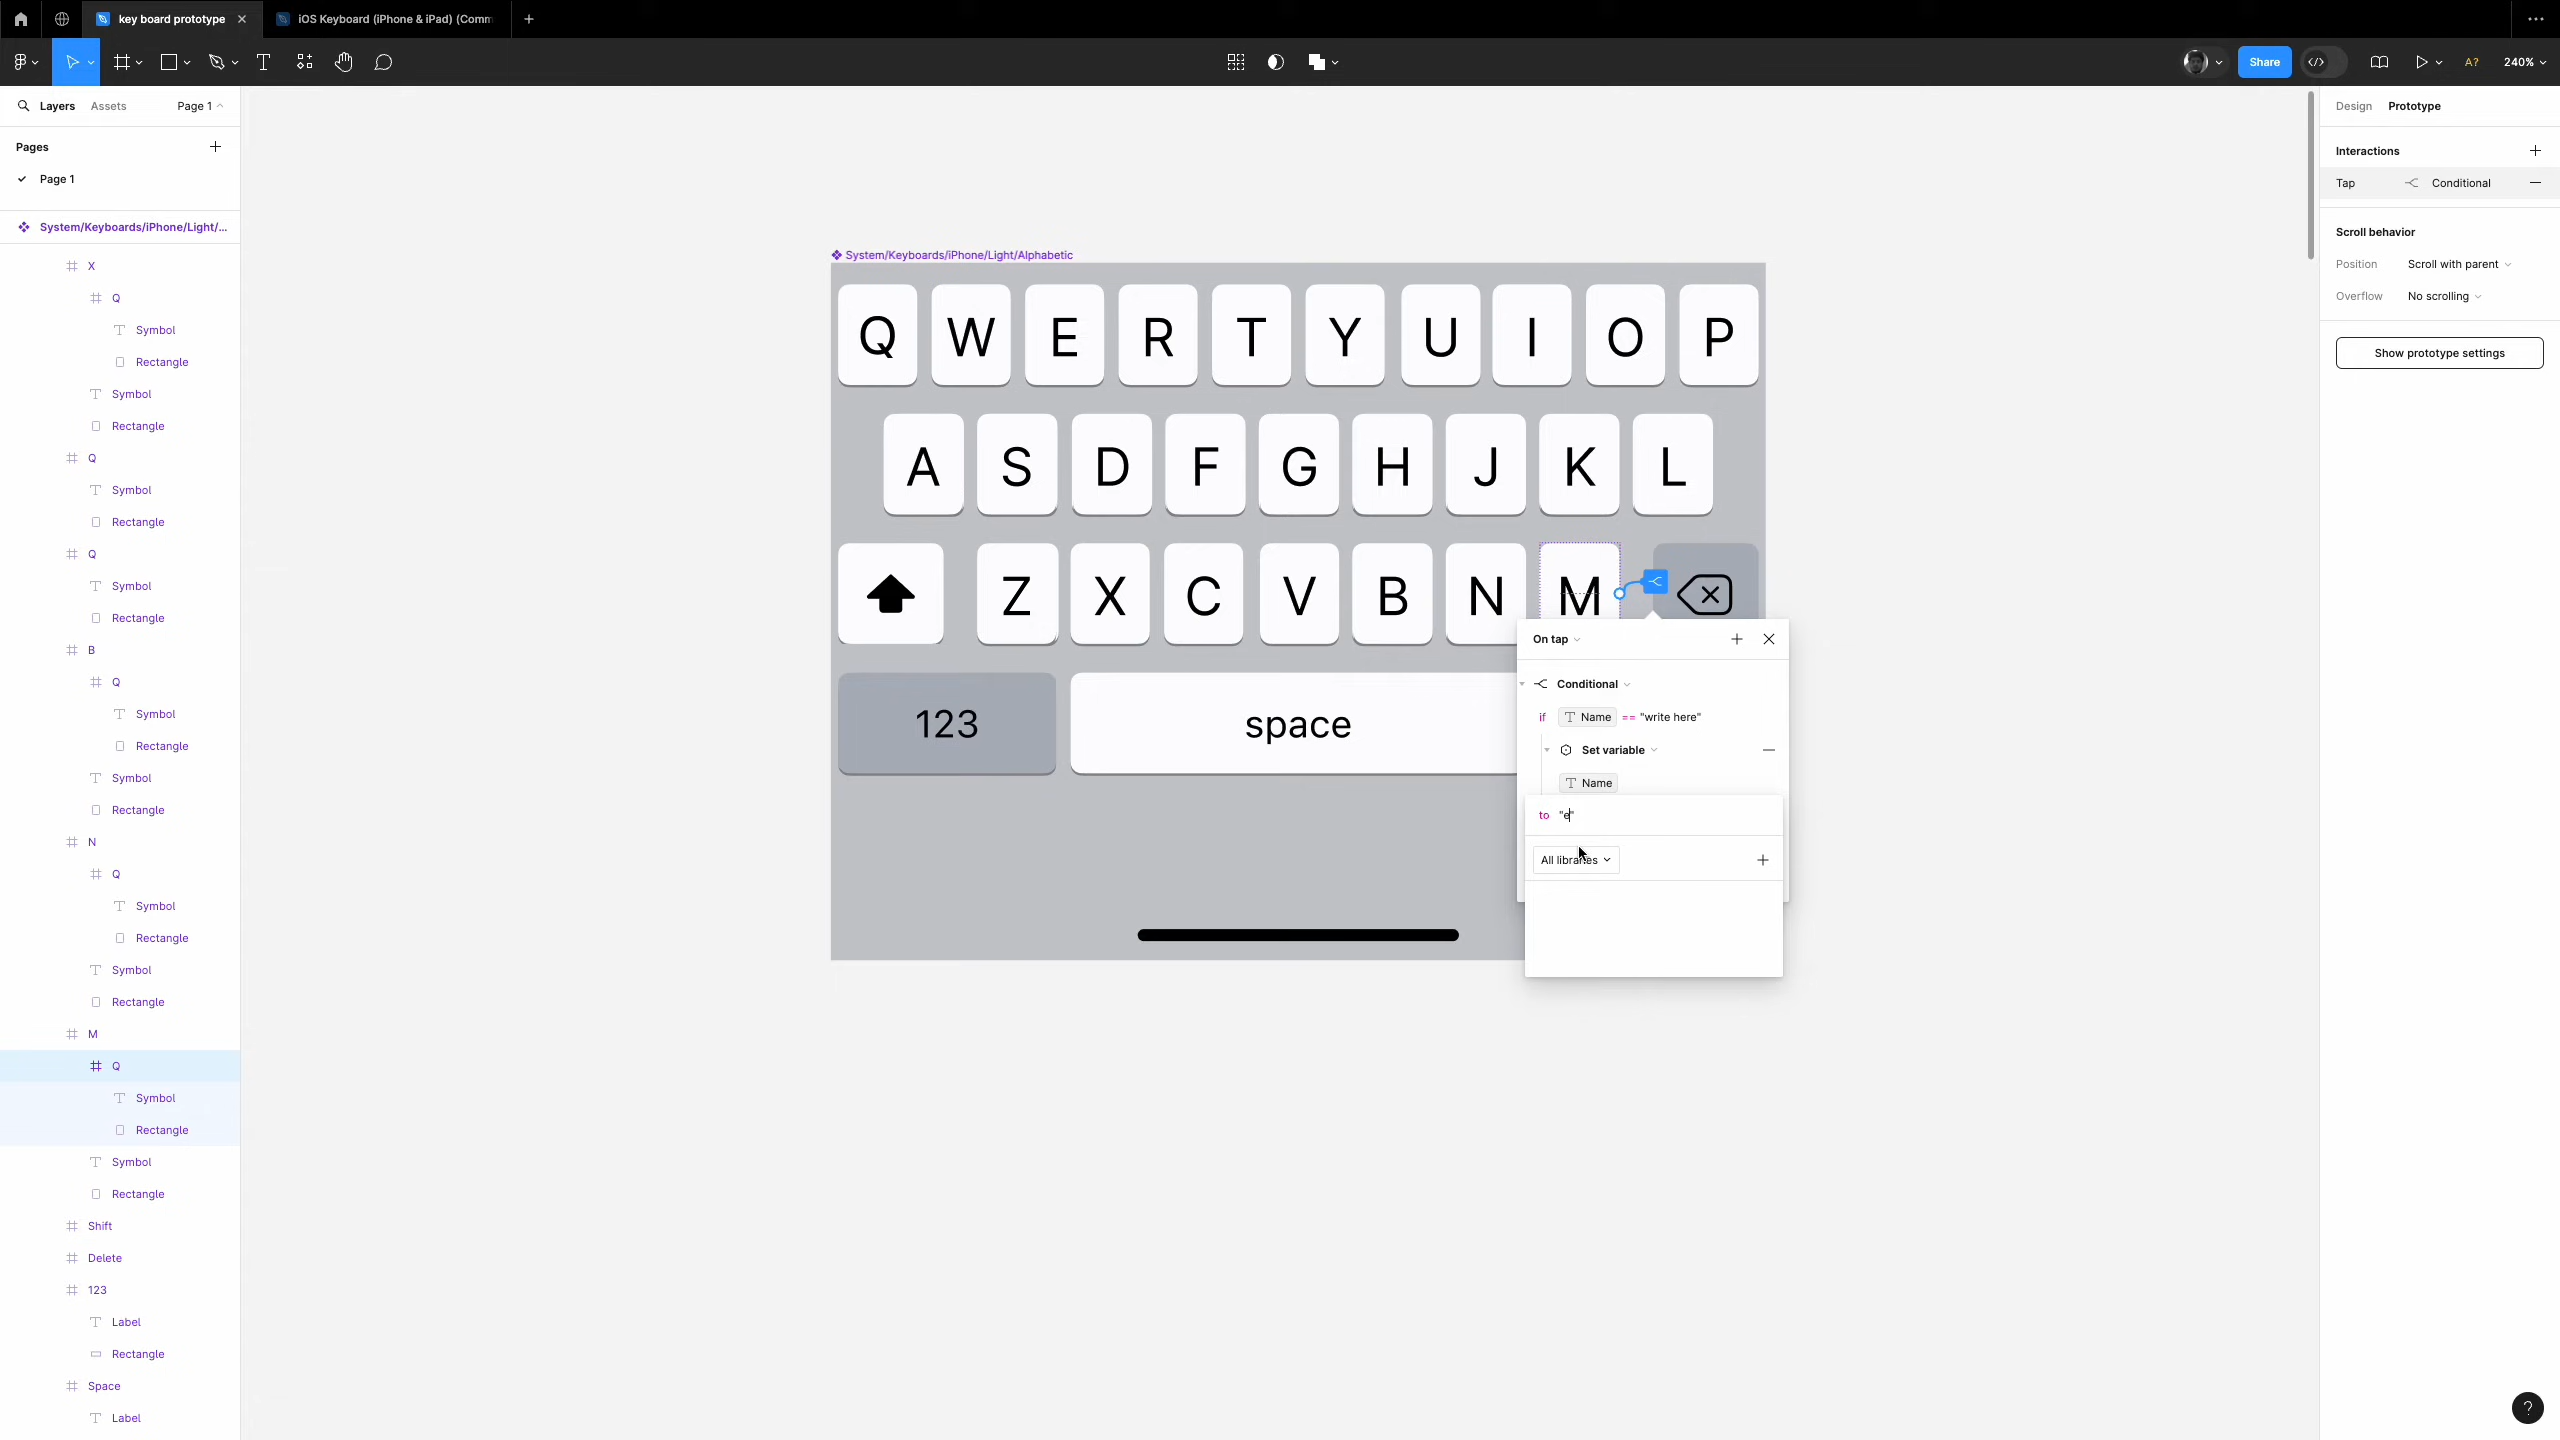 key board prototype
iOS Keyboard (iPhone & iPad) (Comm
Share
A?
240%
Layers
Assets
Page 1
Pages
Page 1
System/Keyboards/iPhone/Light/...
X
Q
Symbol
Rectangle
Symbol
Rectangle
Q
Symbol
Rectangle
Q
Symbol
Rectangle
B
Q
Symbol
Rectangle
Symbol
Rectangle
N
Q
Symbol
Rectangle
Symbol
Rectangle
M
Q
Symbol
Rectangle
Symbol
Rectangle
Shift
Delete
123
Label
Rectangle
Space
Label
System/Keyboards/iPhone/Light/Alphabetic
Q W E R T Y U I O P
A S D F G H J K L
Z X C V B N M
123 space
On tap
Conditional
if Name == "write here"
Set variable
Name
to "e"
All libraries
Design Prototype
Interactions
Tap Conditional
Scroll behavior
Position Scroll with parent
Overflow No scrolling
Show prototype settings
?